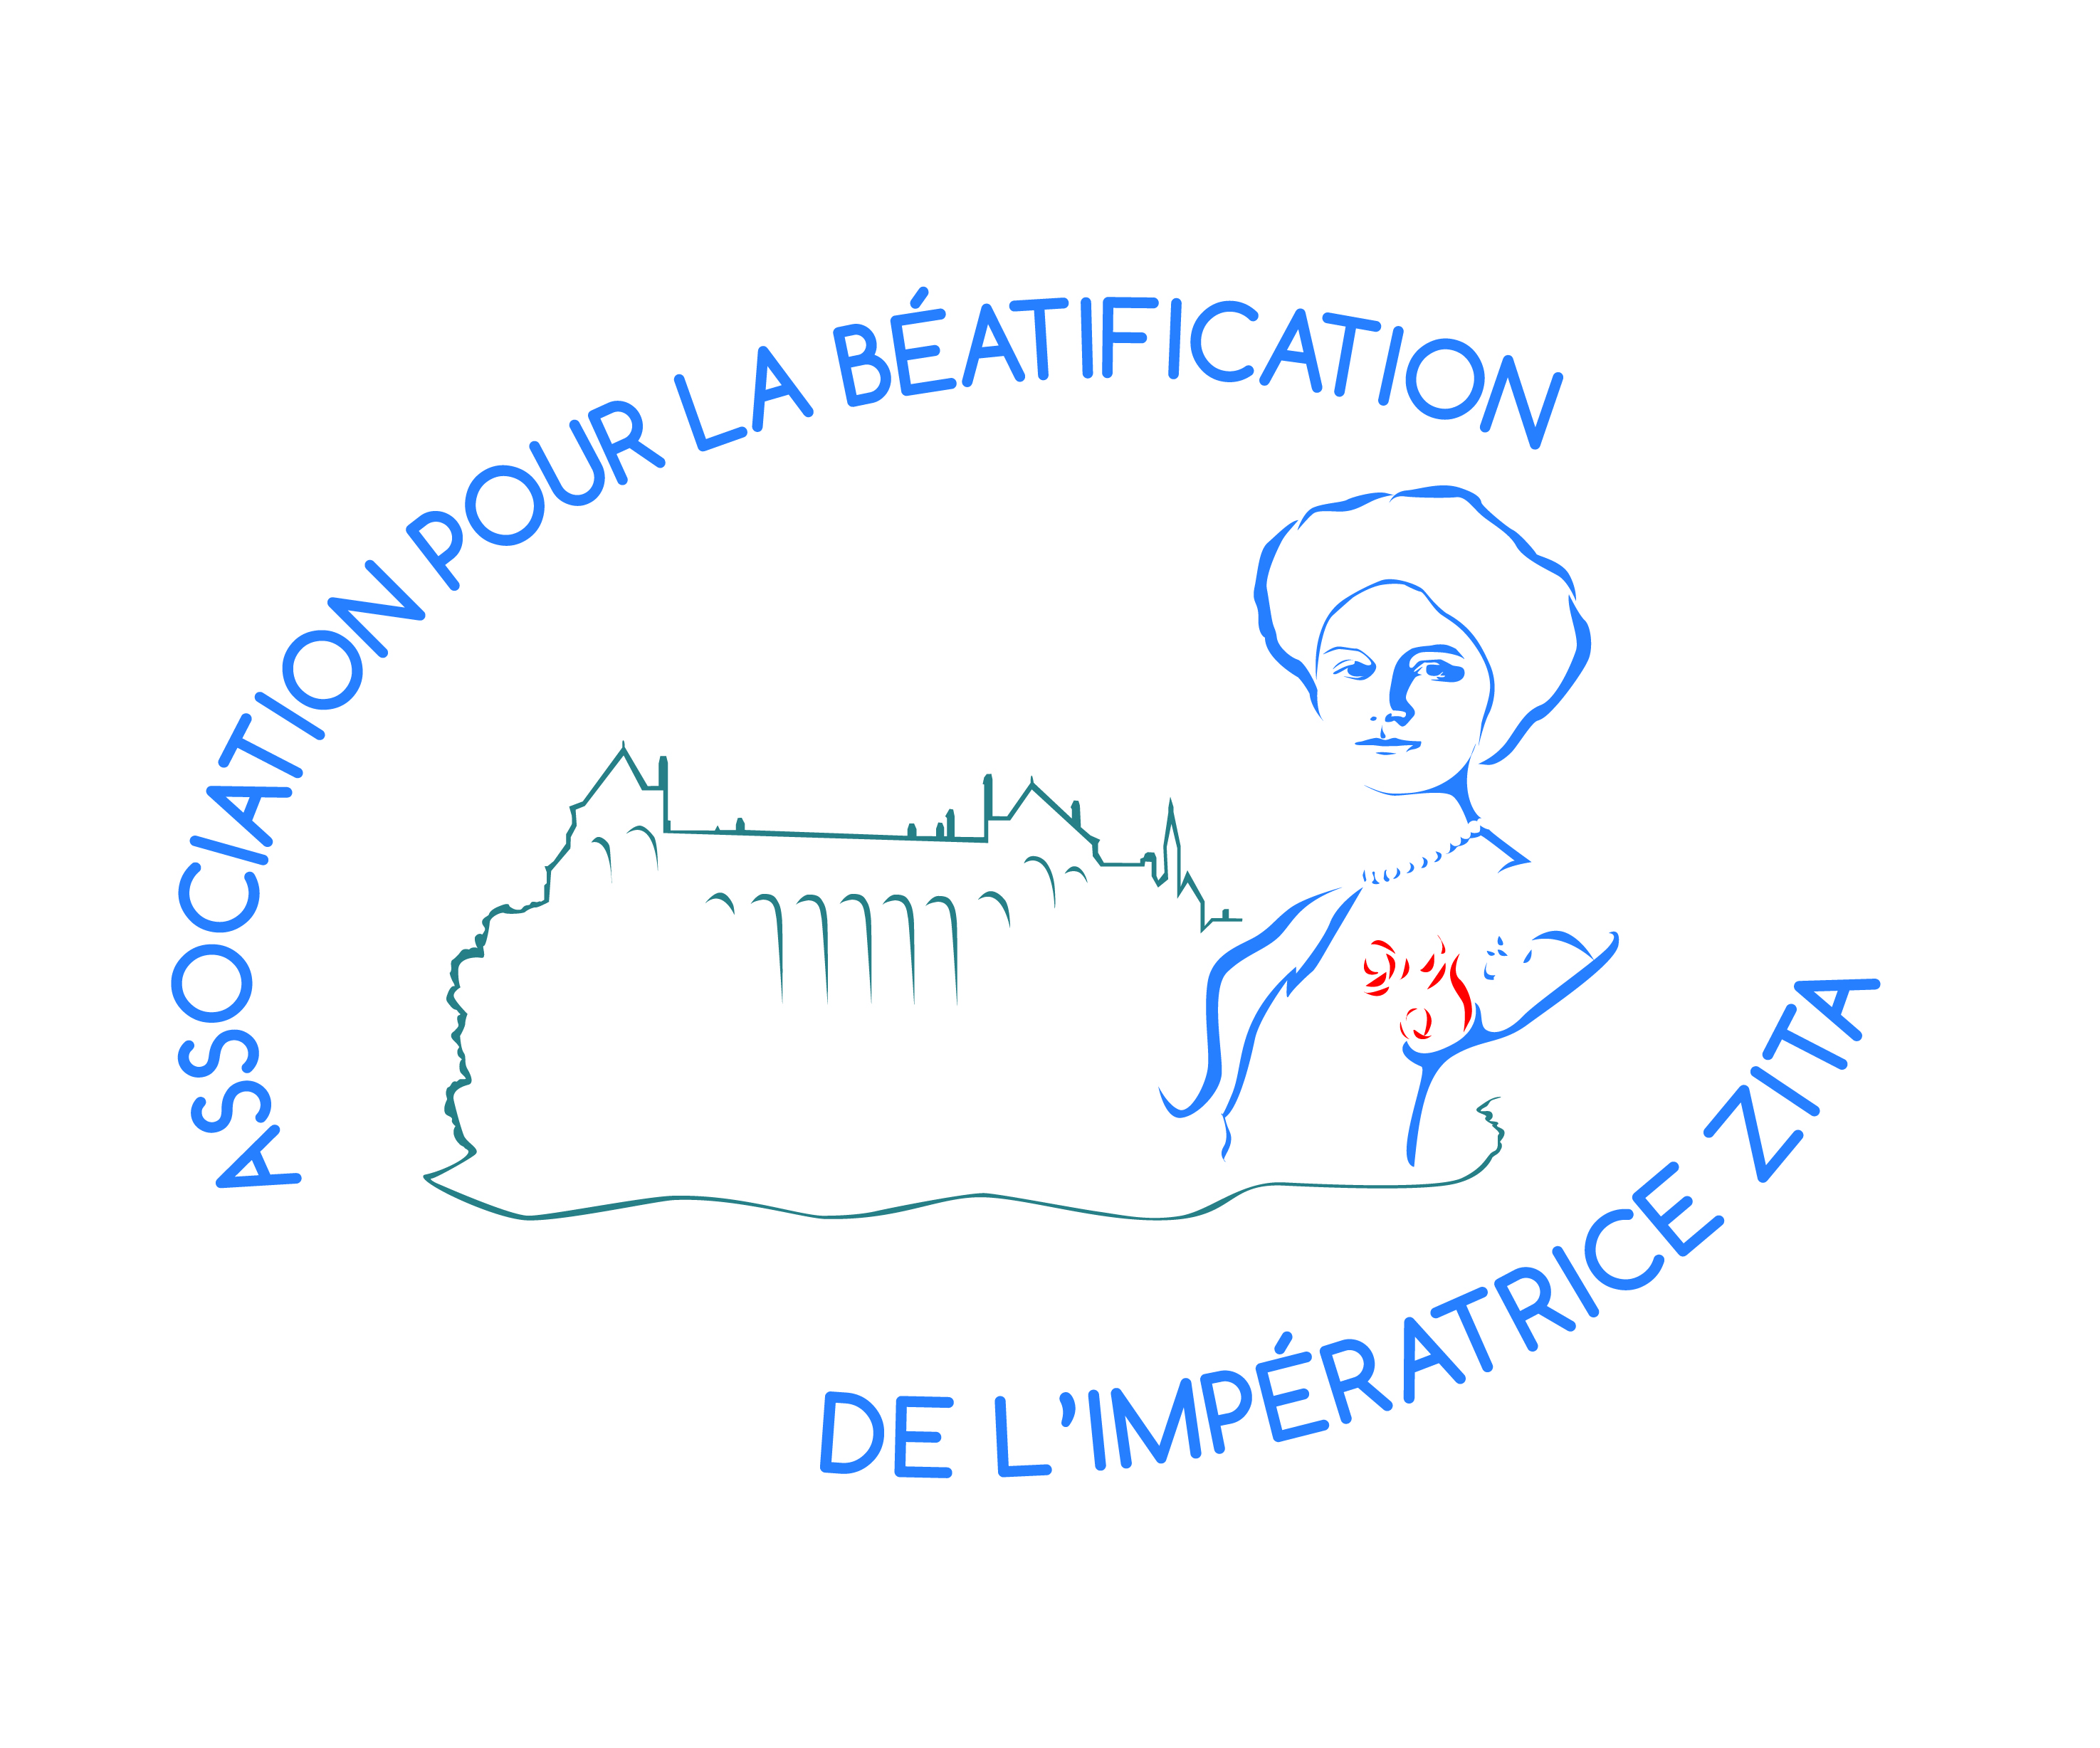 ASSOCIATION POUR LA BÉATIFICATION
DE L'IMPÉRATRICE ZITA